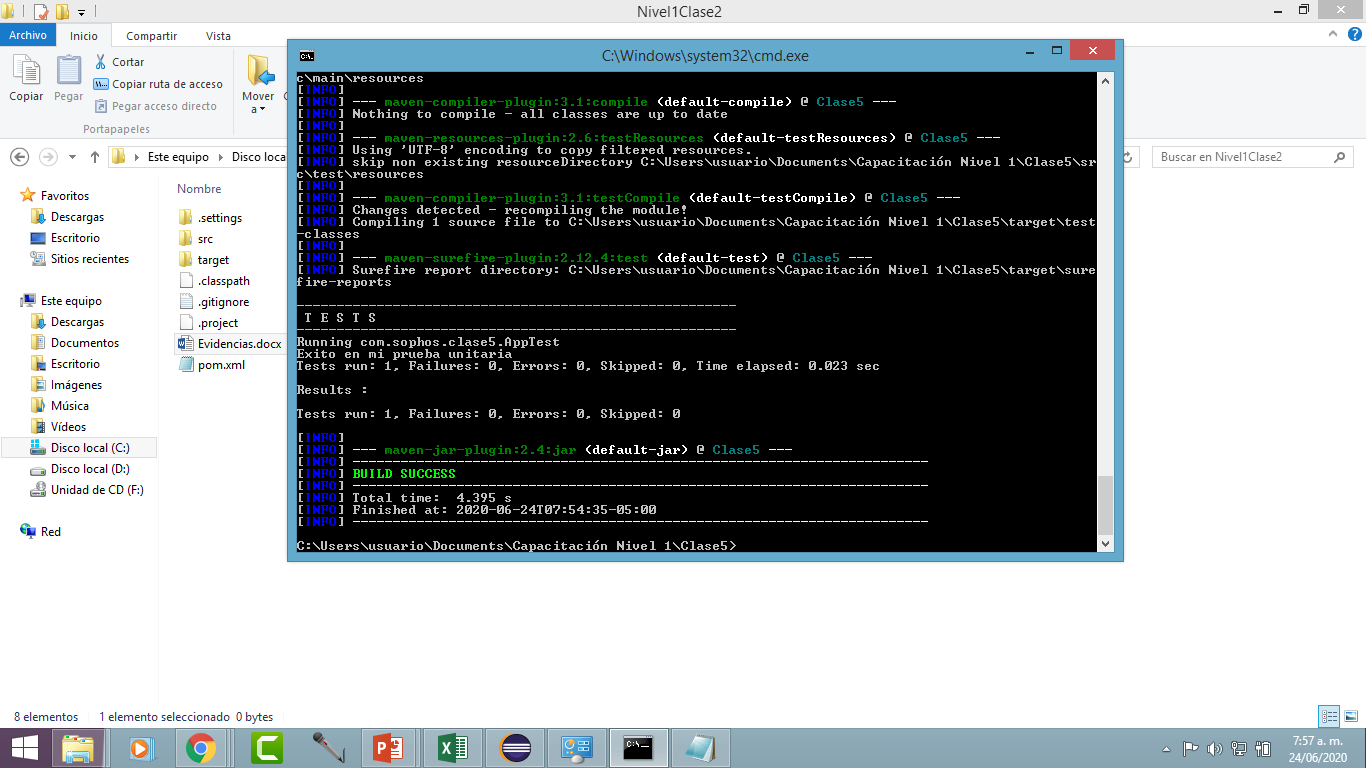 Nivel1Clase2
Archivo Inicio Compartir Vista
Copiar
Pegar
Cortar
Copiar ruta de acceso
Pegar acceso directo
Mover a
Portapapeles
Este equipo Disco loca
Buscar en Nivel1Clase2
Favoritos
Descargas
Escritorio
Sitios recientes
Este equipo
Descargas
Documentos
Escritorio
Imágenes
Música
Vídeos
Disco local (C:)
Disco local (D:)
Unidad de CD (F:)
Red
Nombre
.settings
src
target
.classpath
.gitignore
.project
Evidencias.docx
pom.xml
C:\Windows\system32\cmd.exe
c\main\resources
[INFO]
[INFO] --- maven-compiler-plugin:3.1:compile (default-compile) @ Clase5 ---
[INFO] Nothing to compile - all classes are up to date
[INFO]
[INFO] --- maven-resources-plugin:2.6:testResources (default-testResources) @ Clase5 ---
[INFO] Using 'UTF-8' encoding to copy filtered resources.
[INFO] skip non existing resourceDirectory C:\Users\usuario\Documents\Capacitación Nivel 1\Clase5\sr
c\test\resources
[INFO]
[INFO] --- maven-compiler-plugin:3.1:testCompile (default-testCompile) @ Clase5 ---
[INFO] Changes detected - recompiling the module!
[INFO] Compiling 1 source file to C:\Users\usuario\Documents\Capacitación Nivel 1\Clase5\target\test
-classes
[INFO]
[INFO] --- maven-surefire-plugin:2.12.4:test (default-test) @ Clase5 ---
[INFO] Surefire report directory: C:\Users\usuario\Documents\Capacitación Nivel 1\Clase5\target\sure
fire-reports
-------------------------------------------------------
T E S T S
-------------------------------------------------------
Running com.sophos.clase5.AppTest
Exito en mi prueba unitaria
Tests run: 1, Failures: 0, Errors: 0, Skipped: 0, Time elapsed: 0.023 sec
Results :
Tests run: 1, Failures: 0, Errors: 0, Skipped: 0
[INFO]
[INFO] --- maven-jar-plugin:2.4:jar (default-jar) @ Clase5 ---
[INFO] ------------------------------------------------------------------------
[INFO] BUILD SUCCESS
[INFO] ------------------------------------------------------------------------
[INFO] Total time:  4.395 s
[INFO] Finished at: 2020-06-24T07:54:35-05:00
[INFO] ------------------------------------------------------------------------
C:\Users\usuario\Documents\Capacitación Nivel 1\Clase5>
8 elementos 1 elemento seleccionado 0 bytes
7:57 a. m.
24/06/2020